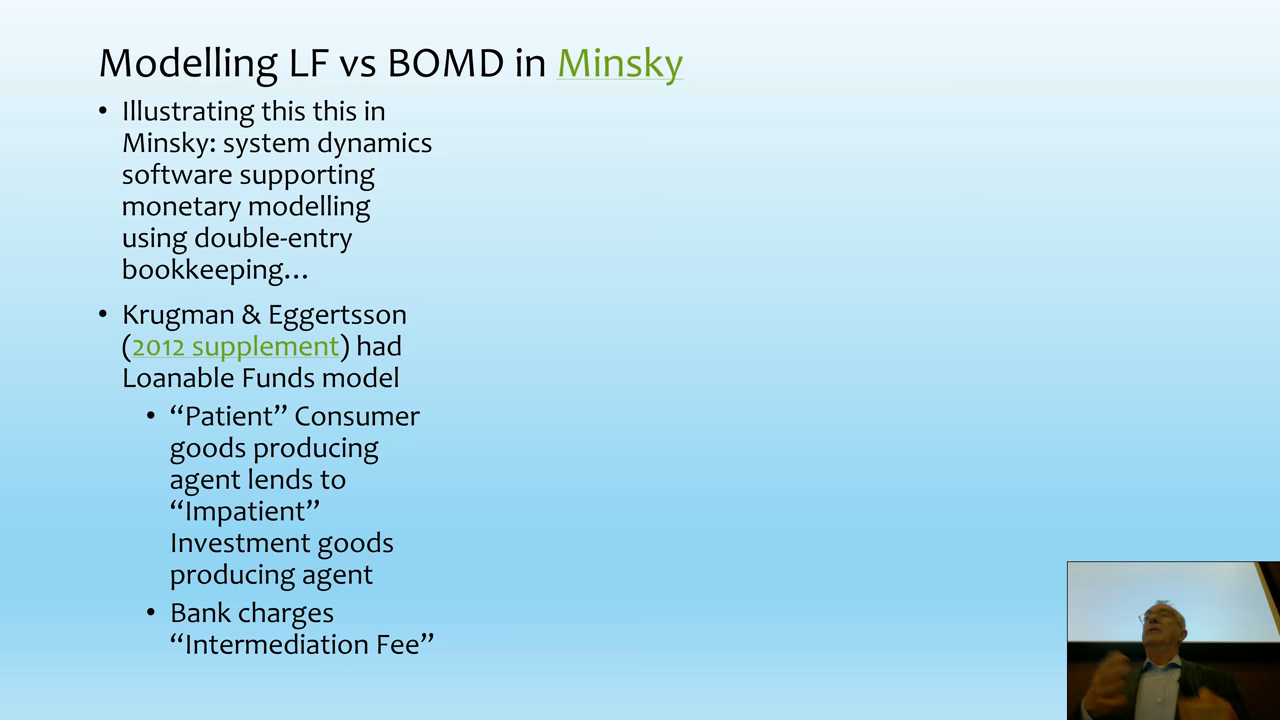 Modelling LF vs BOMD in Minsky
• Illustrating this this in
Minsky: system dynamics
software supporting
monetary modelling
using double-entry
bookkeeping…
• Krugman & Eggertsson
(2012 supplement) had
Loanable Funds model
• “Patient” Consumer
goods producing
agent lends to
“Impatient”
Investment goods
producing agent
• Bank charges
“Intermediation Fee”